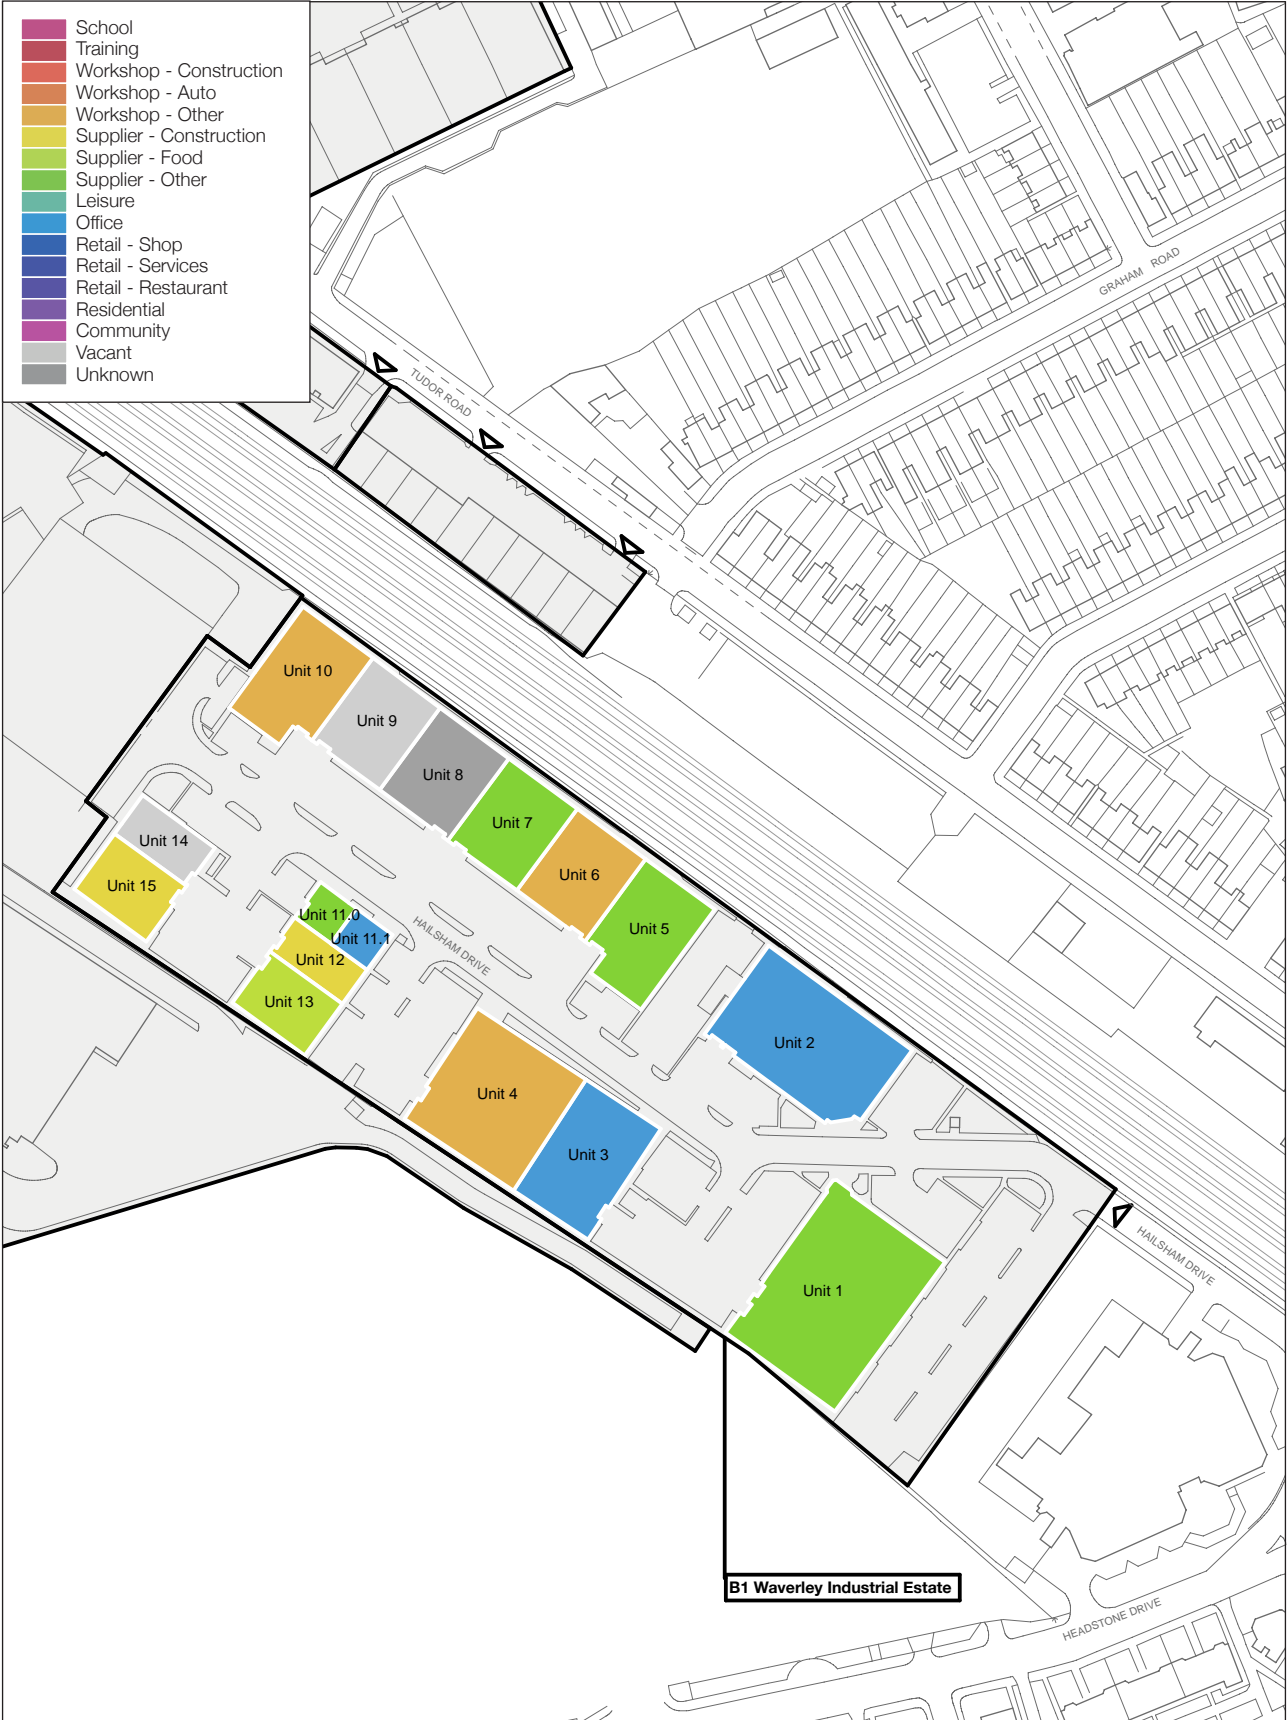 School
Training
Workshop - Construction
Workshop - Auto
Workshop - Other
Supplier - Construction
Supplier - Food
Supplier - Other
Leisure
Office
Retail - Shop
Retail - Services
Retail - Restaurant
Residential
Community
Vacant
Unknown
GRAHAM ROAD
TUDOR ROAD
Unit 10
Unit 9
Unit 8
Unit 7
Unit 6
Unit 5
Unit 14
Unit 15
Unit 11.0
Unit 11.1
Unit 12
Unit 13
HAILSHAM DRIVE
Unit 2
Unit 4
Unit 3
Unit 1
HAILSHAM DRIVE
B1 Waverley Industrial Estate
HEADSTONE DRIVE